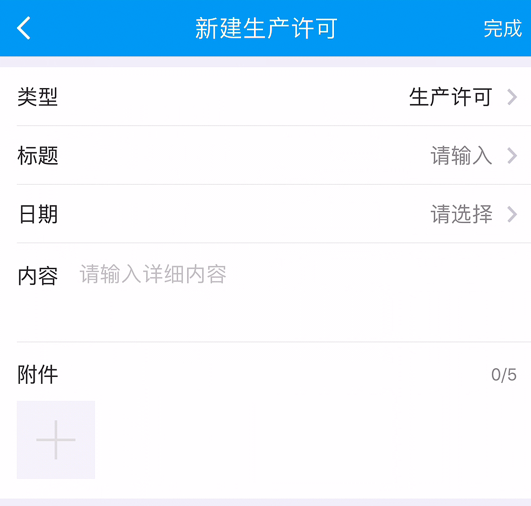 新建生产许可 完成
类型 生产许可
标题 请输入
日期 请选择
内容 请输入详细内容
附件 0/5